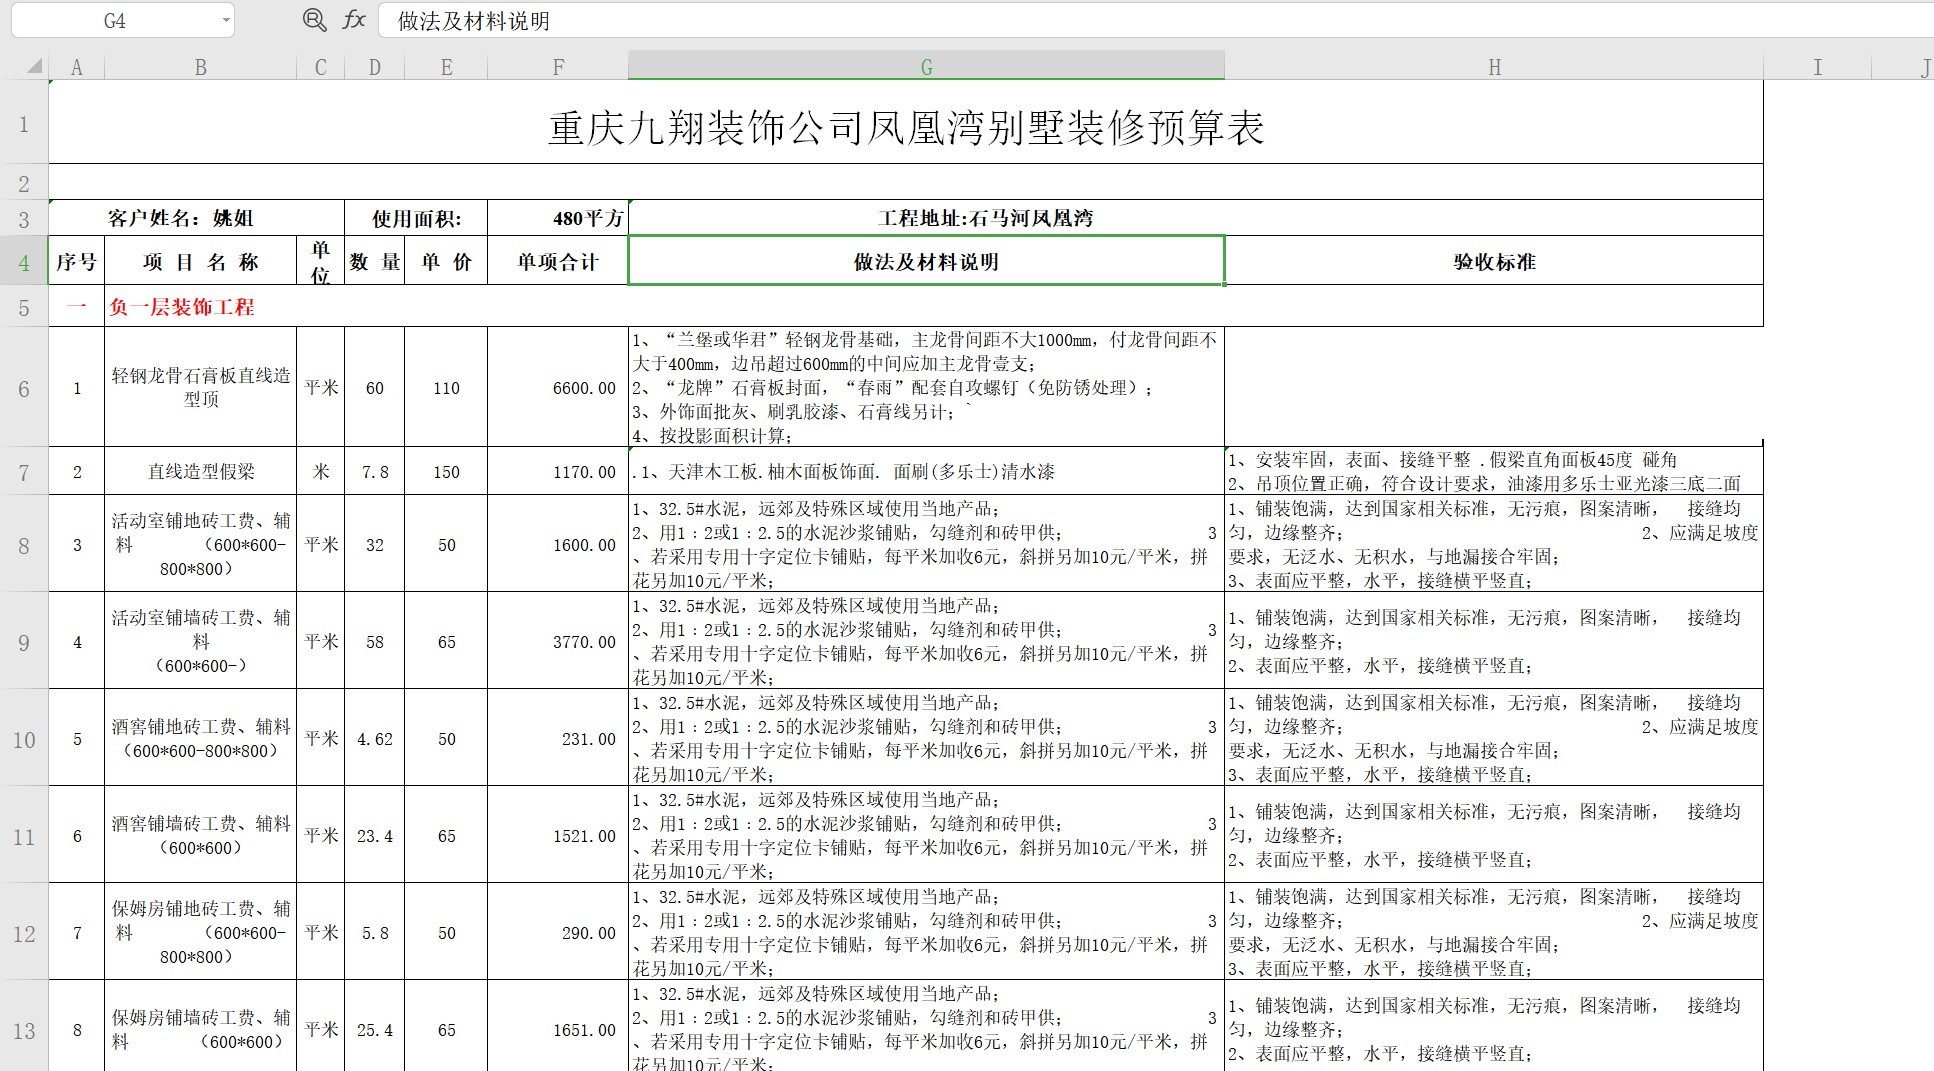 G4
fx
做法及材料说明
A B C D E F G H I J
1
重庆九翔装饰公司凤凰湾别墅装修预算表
2
3
客户姓名：姚姐 使用面积: 480平方 工程地址:石马河凤凰湾
4
序号 项 目 名 称 单位 数 量 单 价 单项合计 做法及材料说明 验收标准
5
一 负一层装饰工程
6
1
轻钢龙骨石膏板直线造
型顶
平米 60 110 6600.00
1、“兰堡或华君”轻钢龙骨基础，主龙骨间距不大1000mm，付龙骨间距不
大于400mm，边吊超过600mm的中间应加主龙骨壹支；
2、“龙牌”石膏板封面，“春雨”配套自攻螺钉（免防锈处理）；
3、外饰面批灰、刷乳胶漆、石膏线另计；`
4、按投影面积计算；
7
2 直线造型假梁 米 7.8 150 1170.00
.1、天津木工板.柚木面板饰面. 面刷(多乐士)清水漆
1、安装牢固，表面、接缝平整 .假梁直角面板45度 碰角
2、吊顶位置正确，符合设计要求，油漆用多乐士亚光漆三底二面
8
3
活动室铺地砖工费、辅
料 （600*600-
800*800）
平米 32 50 1600.00
1、32.5#水泥，远郊及特殊区域使用当地产品；
2、用1：2或1：2.5的水泥沙浆铺贴，勾缝剂和砖甲供； 3
、若采用专用十字定位卡铺贴，每平米加收6元，斜拼另加10元/平米，拼
花另加10元/平米；
1、铺装饱满，达到国家相关标准，无污痕，图案清晰， 接缝均
匀，边缘整齐； 2、应满足坡度
要求，无泛水、无积水，与地漏接合牢固；
3、表面应平整，水平，接缝横平竖直；
9
4
活动室铺墙砖工费、辅
料
（600*600-）
平米 58 65 3770.00
1、32.5#水泥，远郊及特殊区域使用当地产品；
2、用1：2或1：2.5的水泥沙浆铺贴，勾缝剂和砖甲供； 3
、若采用专用十字定位卡铺贴，每平米加收6元，斜拼另加10元/平米，拼
花另加10元/平米；
1、铺装饱满，达到国家相关标准，无污痕，图案清晰， 接缝均
匀，边缘整齐；
2、表面应平整，水平，接缝横平竖直；
10
5
酒窖铺地砖工费、辅料
（600*600-800*800）
平米 4.62 50 231.00
1、32.5#水泥，远郊及特殊区域使用当地产品；
2、用1：2或1：2.5的水泥沙浆铺贴，勾缝剂和砖甲供； 3
、若采用专用十字定位卡铺贴，每平米加收6元，斜拼另加10元/平米，拼
花另加10元/平米；
1、铺装饱满，达到国家相关标准，无污痕，图案清晰， 接缝均
匀，边缘整齐； 2、应满足坡度
要求，无泛水、无积水，与地漏接合牢固；
3、表面应平整，水平，接缝横平竖直；
11
6
酒窖铺墙砖工费、辅料
（600*600）
平米 23.4 65 1521.00
1、32.5#水泥，远郊及特殊区域使用当地产品；
2、用1：2或1：2.5的水泥沙浆铺贴，勾缝剂和砖甲供； 3
、若采用专用十字定位卡铺贴，每平米加收6元，斜拼另加10元/平米，拼
花另加10元/平米；
1、铺装饱满，达到国家相关标准，无污痕，图案清晰， 接缝均
匀，边缘整齐；
2、表面应平整，水平，接缝横平竖直；
12
7
保姆房铺地砖工费、辅
料 （600*600-
800*800）
平米 5.8 50 290.00
1、32.5#水泥，远郊及特殊区域使用当地产品；
2、用1：2或1：2.5的水泥沙浆铺贴，勾缝剂和砖甲供； 3
、若采用专用十字定位卡铺贴，每平米加收6元，斜拼另加10元/平米，拼
花另加10元/平米；
1、铺装饱满，达到国家相关标准，无污痕，图案清晰， 接缝均
匀，边缘整齐； 2、应满足坡度
要求，无泛水、无积水，与地漏接合牢固；
3、表面应平整，水平，接缝横平竖直；
13
8
保姆房铺墙砖工费、辅
料 （600*600）
平米 25.4 65 1651.00
1、32.5#水泥，远郊及特殊区域使用当地产品；
2、用1：2或1：2.5的水泥沙浆铺贴，勾缝剂和砖甲供； 3
、若采用专用十字定位卡铺贴，每平米加收6元，斜拼另加10元/平米，拼
花另加10元/平米；
1、铺装饱满，达到国家相关标准，无污痕，图案清晰， 接缝均
匀，边缘整齐；
2、表面应平整，水平，接缝横平竖直；